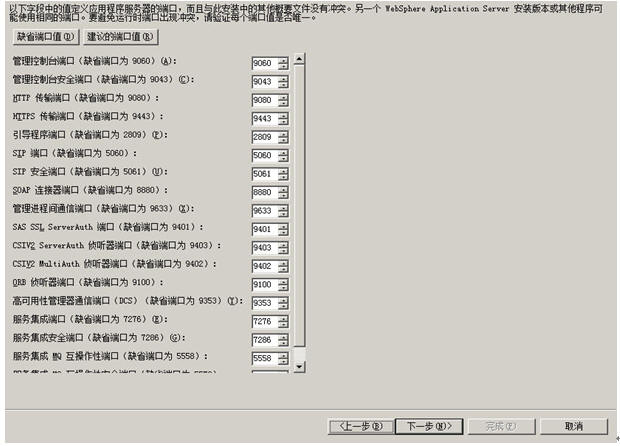 以下字段中的值定义应用程序服务器的端口，而且与此安装中的其他概要文件没有冲突。另一个 WebSphere Application Server 安装版本或其他程序可
能使用相同的端口。要避免运行时端口出现冲突，请验证每个端口值是否唯一。
缺省端口值(D) 建议的端口值(R)
管理控制台端口（缺省端口为 9060）(A): 9060
管理控制台安全端口（缺省端口为 9043）(C): 9043
HTTP 传输端口（缺省端口为 9080）: 9080
HTTPS 传输端口（缺省端口为 9443）: 9443
引导程序端口（缺省端口为 2809）(P): 2809
SIP 端口（缺省端口为 5060）: 5060
SIP 安全端口（缺省端口为 5061）(U): 5061
SOAP 连接器端口（缺省端口为 8880）: 8880
管理进程间通信端口（缺省端口为 9633）(X): 9633
SAS SSL ServerAuth 端口（缺省端口为 9401）: 9401
CSIV2 ServerAuth 侦听器端口（缺省端口为 9403）: 9403
CSIV2 MultiAuth 侦听器端口（缺省端口为 9402）: 9402
ORB 侦听器端口（缺省端口为 9100）: 9100
高可用性管理器通信端口（DCS）（缺省端口为 9353）(Y): 9353
服务集成端口（缺省端口为 7276）(E): 7276
服务集成安全端口（缺省端口为 7286）(G): 7286
服务集成 MQ 互操作性端口（缺省端口为 5558）: 5558
<上一步(B) 下一步(N)> 完成(F) 取消